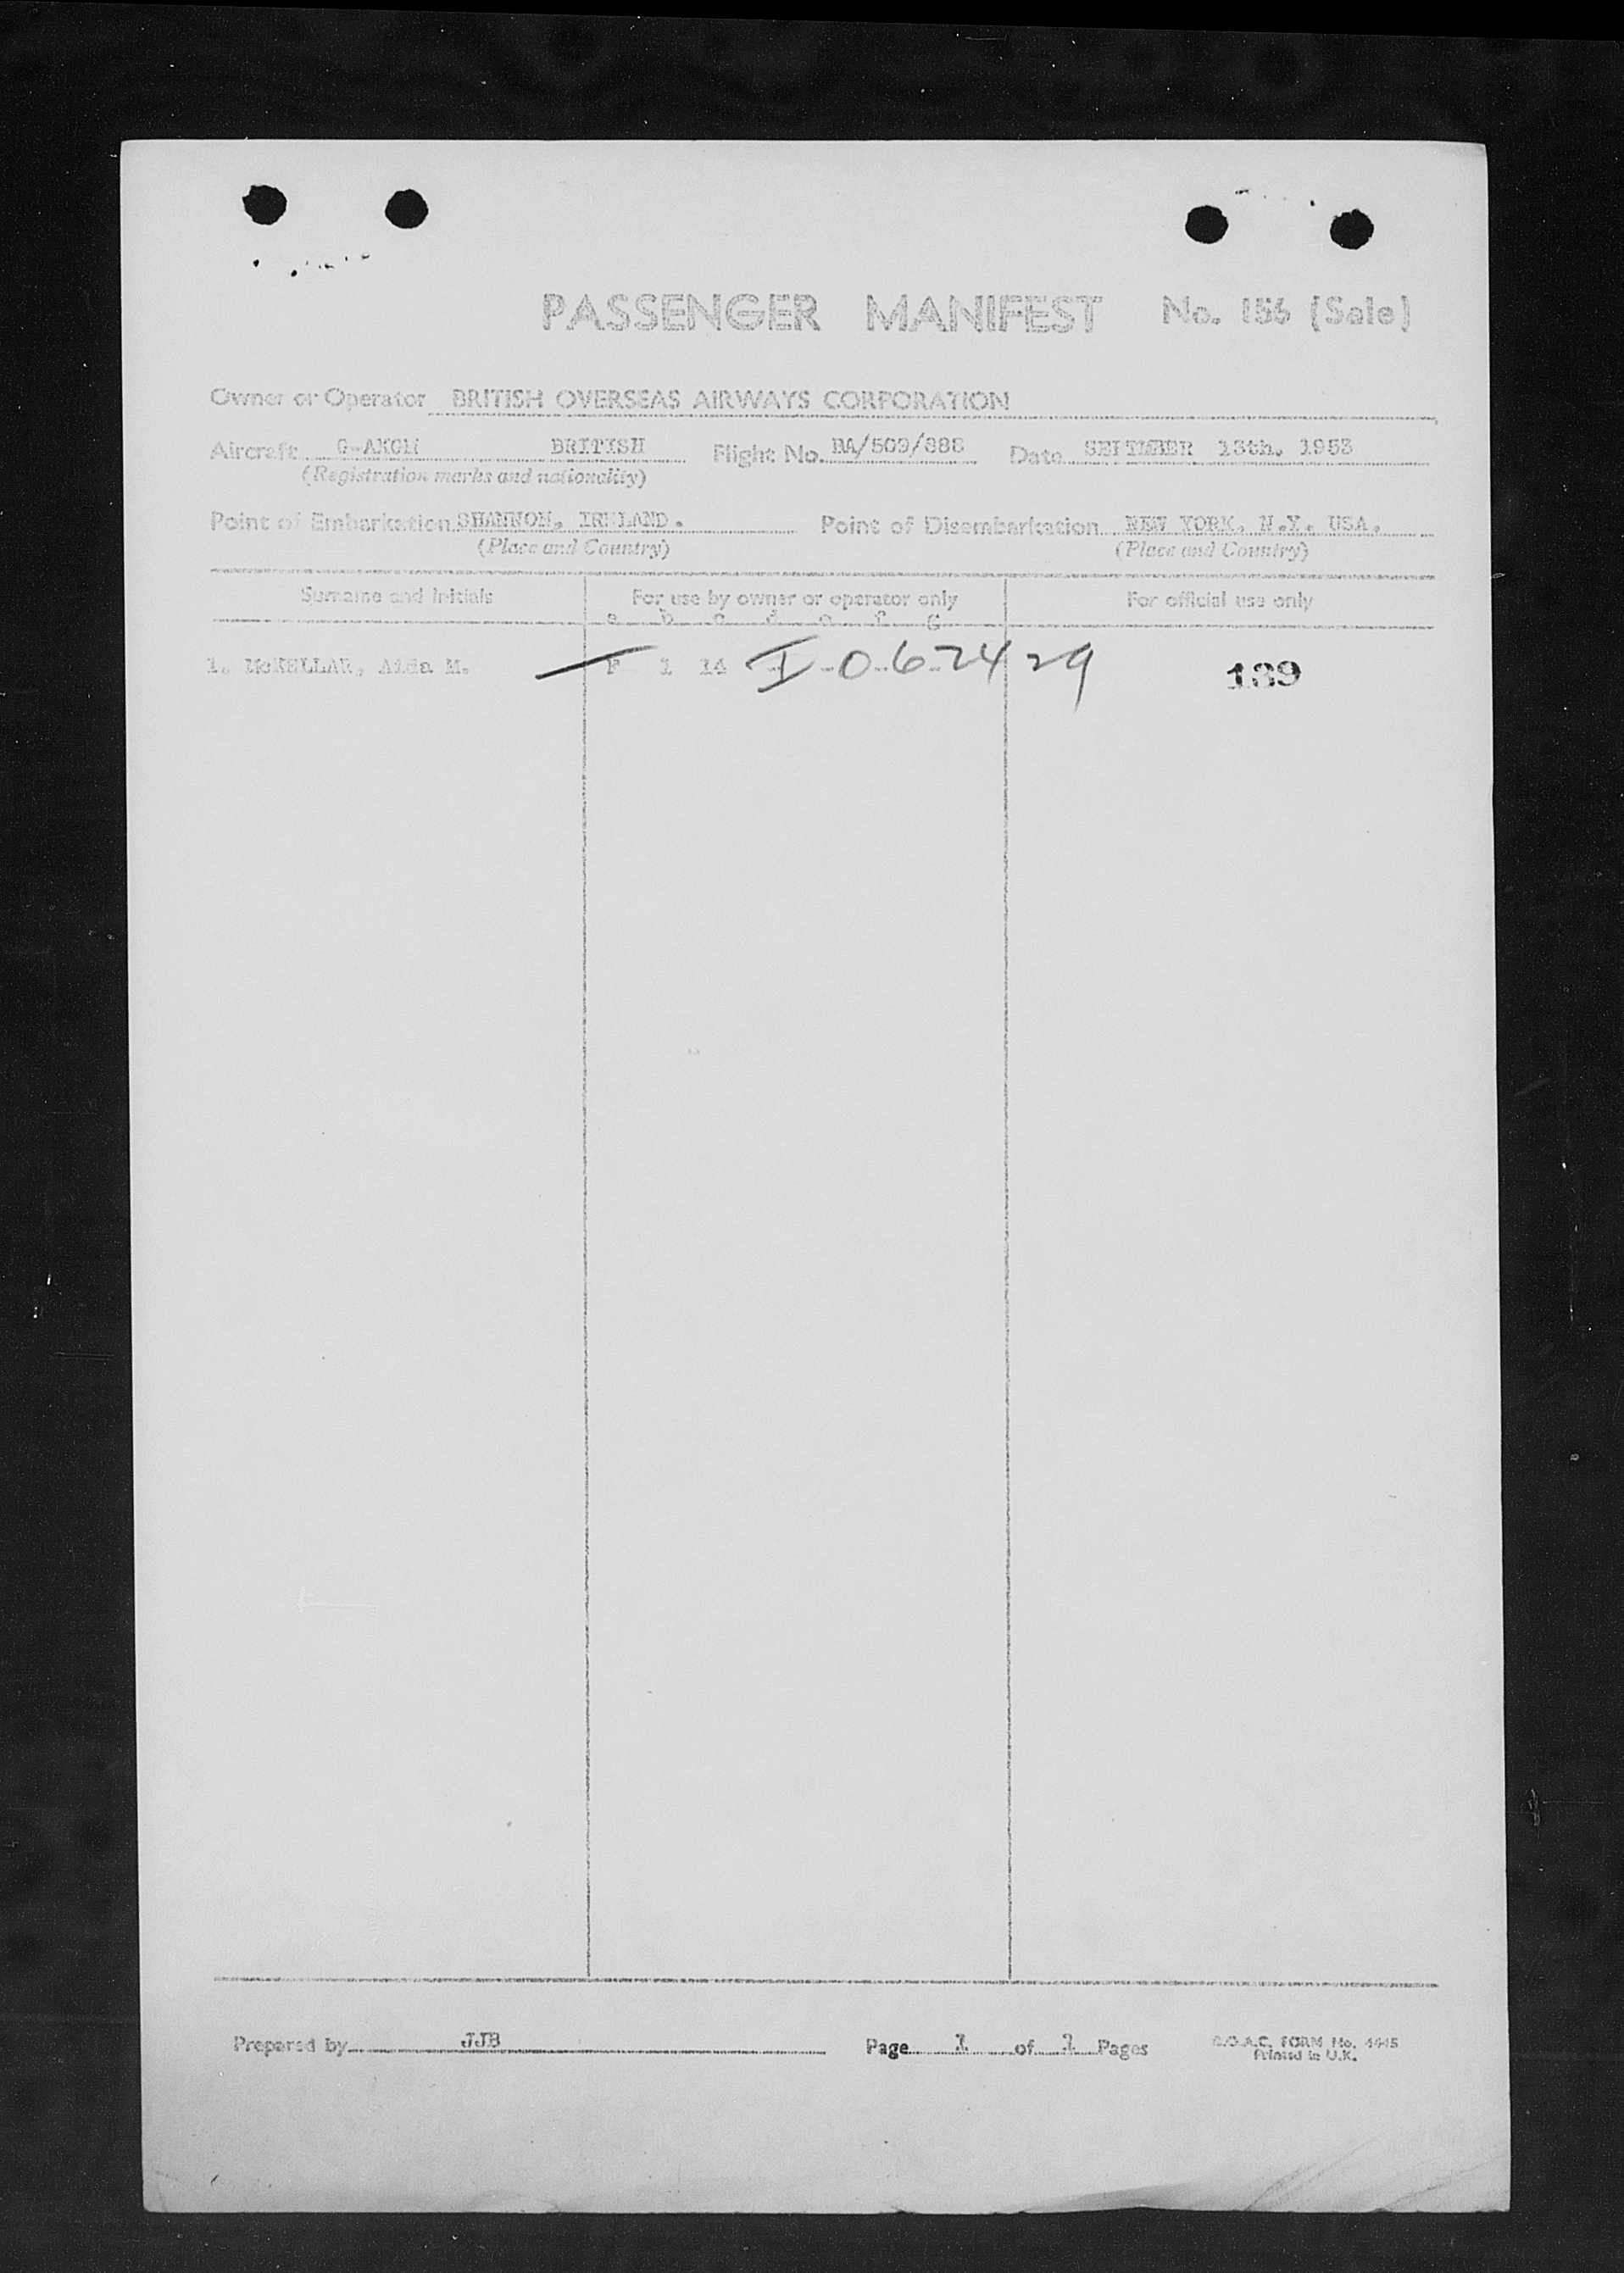 PASSENGER MANIFEST No. 156 (Sale)
Owner or Operator BRITISH OVERSEAS AIRWAYS CORPORATION
Aircraft BRITISH Flight No. BA/509/888 Date SEPTEMBER 13th. 1953
(Registration marks and nationality)
Point of Embarkation SHANNON, IRELAND. Point of Disembarkation NEW YORK, N.Y. USA.
(Place and Country) (Place and Country)
Surname and Initials For use by owner or operator only For official use only
a b c d e f G
1. McKELLAR, Aida M. F 1 14 I-0624 29 189
Prepared by JJB Page 1 of 1 Pages B.O.A.C. FORM No. 4445
Printed in U.K.